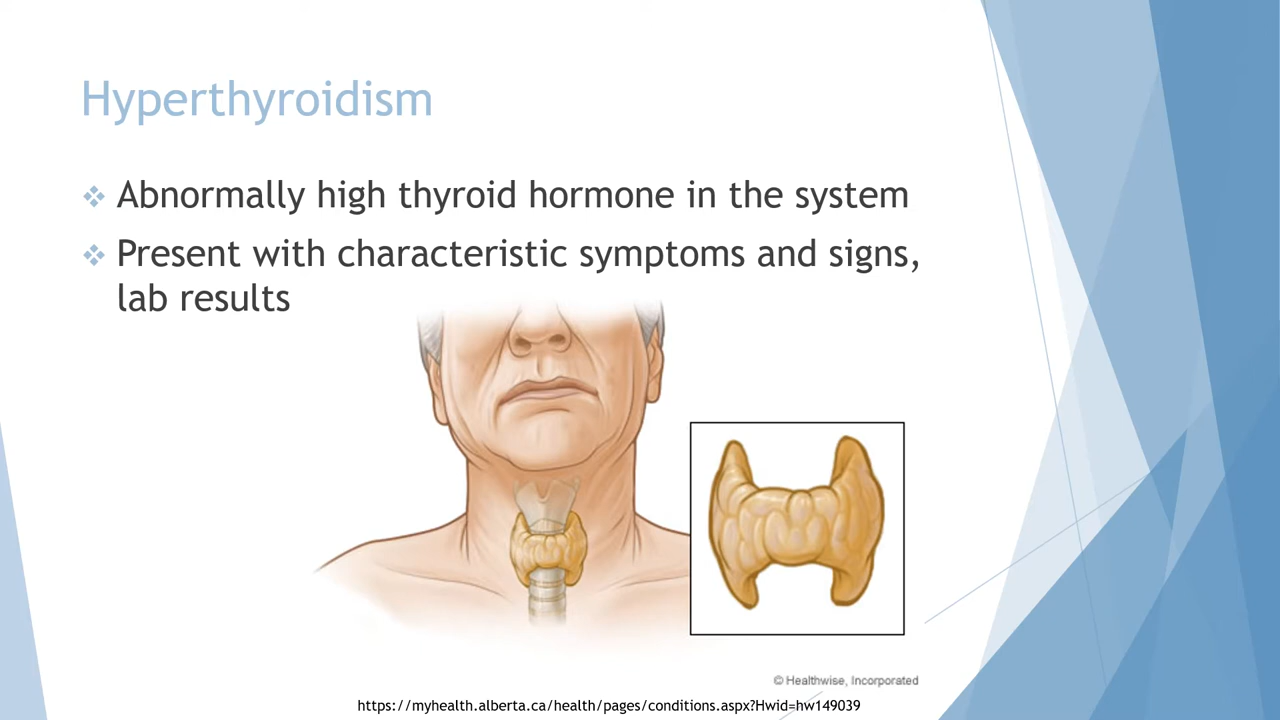 Hyperthyroidism
❖ Abnormally high thyroid hormone in the system
❖ Present with characteristic symptoms and signs,
lab results
© Healthwise, Incorporated
https://myhealth.alberta.ca/health/pages/conditions.aspx?Hwid=hw149039